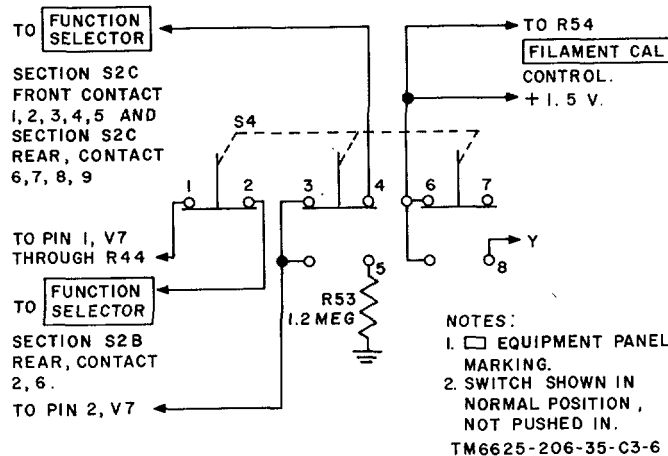 TO FUNCTION SELECTOR
SECTION S2C
FRONT CONTACT
1,2,3,4,5 AND
SECTION S2C
REAR, CONTACT
6,7, 8, 9
TO PIN 1, V7
THROUGH R44
TO FUNCTION SELECTOR
SECTION S2B
REAR, CONTACT
2,6.
TO PIN 2, V7
S4
1
2
3
4
5
R53
1.2 MEG
6
7
8
Y
TO R54
FILAMENT CAL
CONTROL.
+ 1.5 V.
NOTES:
1. EQUIPMENT PANEL
MARKING.
2. SWITCH SHOWN IN
NORMAL POSITION,
NOT PUSHED IN.
TM6625-206-35-C3-6